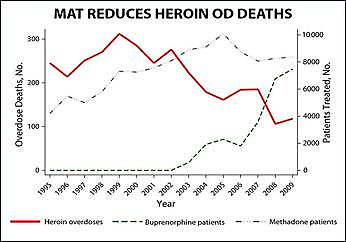 MAT REDUCES HEROIN OD DEATHS
Overdose Deaths, No.
300
200
100
0
Patients Treated, No.
10000
8000
6000
4000
2000
0
1995 1996 1997 1998 1999 2000 2001 2002 2003 2004 2005 2006 2007 2008 2009
Year
Heroin overdoses Buprenorphine patients Methadone patients